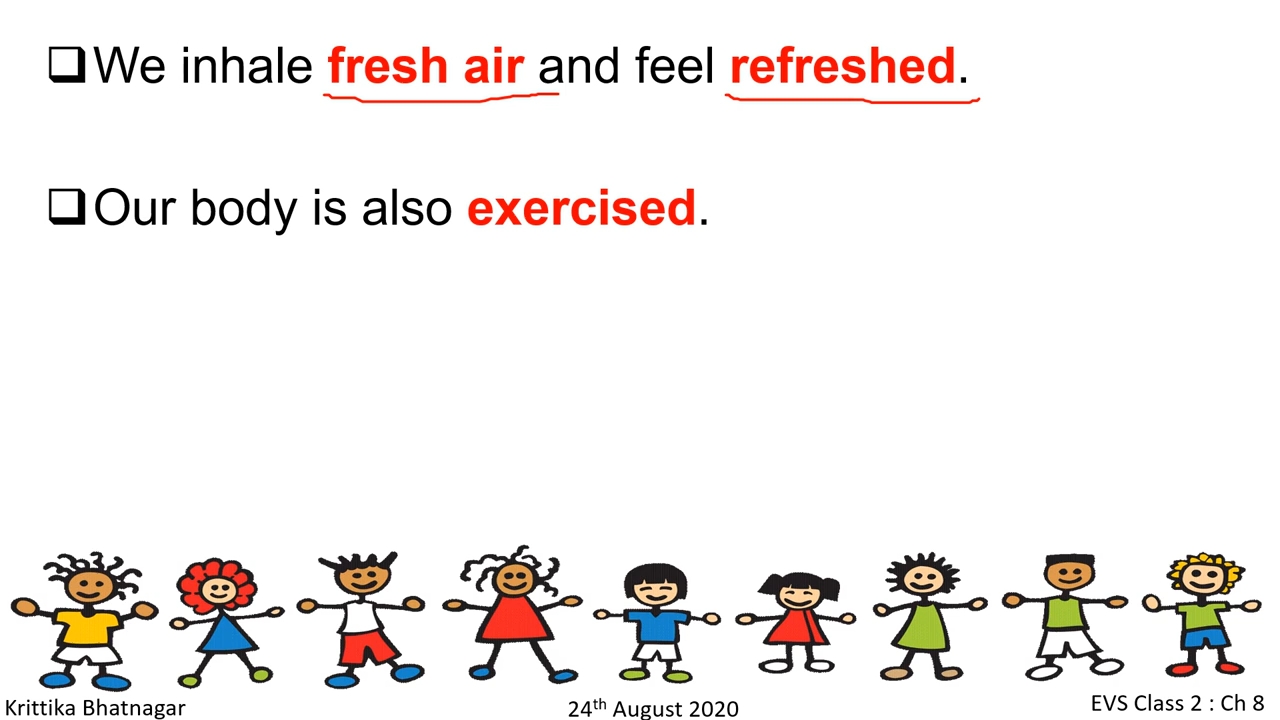 ❑We inhale fresh air and feel refreshed.
❑Our body is also exercised.
Krittika Bhatnagar
24th August 2020
EVS Class 2 : Ch 8